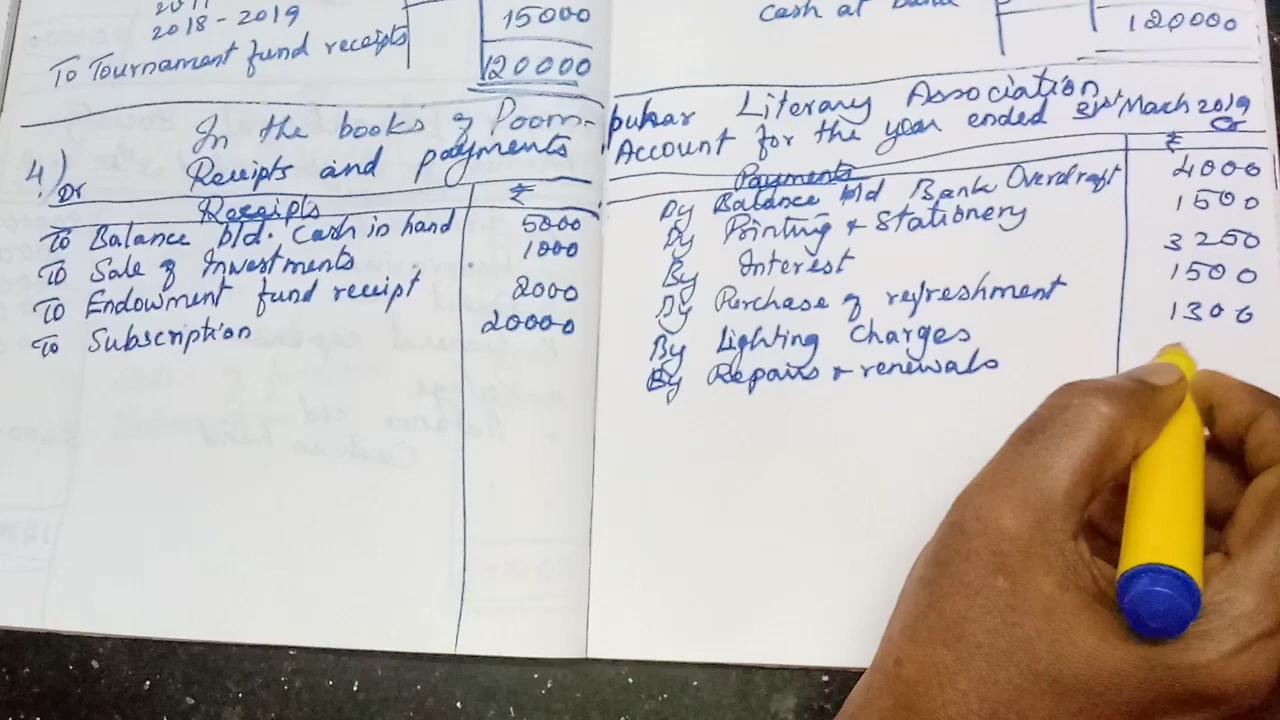 2018 - 2019
15000
To Tournament fund receipts
120000
cash at
120000
4) In the books of Poom-puhar Literary Association
Receipts and payments Account for the year ended 31st Mach 2019
Dr
Cr
Receipts
₹
To Balance b/d. Cash in hand 5000
To Sale of Investments 1000
To Endowment fund receipt 2000
To Subscription 20000
Payments
₹
By Balance b/d Bank Overdraft 4000
By Printing & Stationery 1500
By Interest 3250
By Purchase of refreshment 1500
By Lighting Charges 1300
By Repairs & renewals